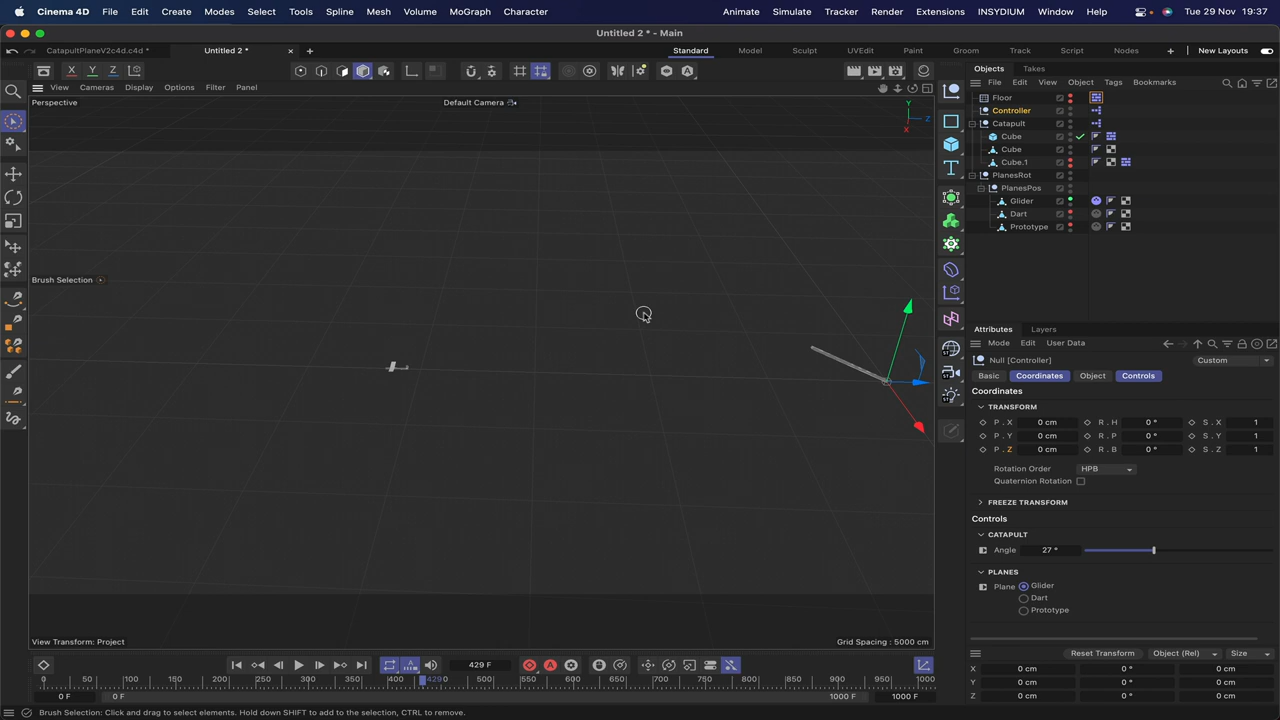 Cinema 4D File Edit Create Modes Select Tools Spline Mesh Volume MoGraph Character Animate Simulate Tracker Render Extensions INSYDIUM Window Help Tue 29 Nov 19:37
Untitled 2 * - Main
CatapultPlaneV2c4d.c4d * Untitled 2 * Standard Model Sculpt UVEdit Paint Groom Track Script Nodes New Layouts
X Y Z
Objects Takes
View Cameras Display Options Filter Panel
File Edit View Object Tags Bookmarks
Perspective Default Camera
Y
Z
X
Floor
Controller
Catapult
Cube
Cube
Cube.1
PlanesRot
PlanesPos
Glider
Dart
Prototype
Brush Selection
T
ST
ST
ST
Attributes Layers
Mode Edit User Data
Null [Controller] Custom
Basic Coordinates Object Controls
Coordinates
TRANSFORM
P . X 0 cm R . H 0 ° S . X 1
P . Y 0 cm R . P 0 ° S . Y 1
P . Z 0 cm R . B 0 ° S . Z 1
Rotation Order HPB
Quaternion Rotation
FREEZE TRANSFORM
Controls
CATAPULT
Angle 27 °
PLANES
Plane Glider
Dart
Prototype
View Transform: Project Grid Spacing : 5000 cm
429 F
0 50 100 150 200 250 300 350 400 429 500 550 600 650 700 750 800 850 900 950 1000
0 F 0 F 1000 F 1000 F
Reset Transform Object (Rel) Size
X 0 cm 0 ° 0 cm
Y 0 cm 0 ° 0 cm
Z 0 cm 0 ° 0 cm
Brush Selection: Click and drag to select elements. Hold down SHIFT to add to the selection, CTRL to remove.